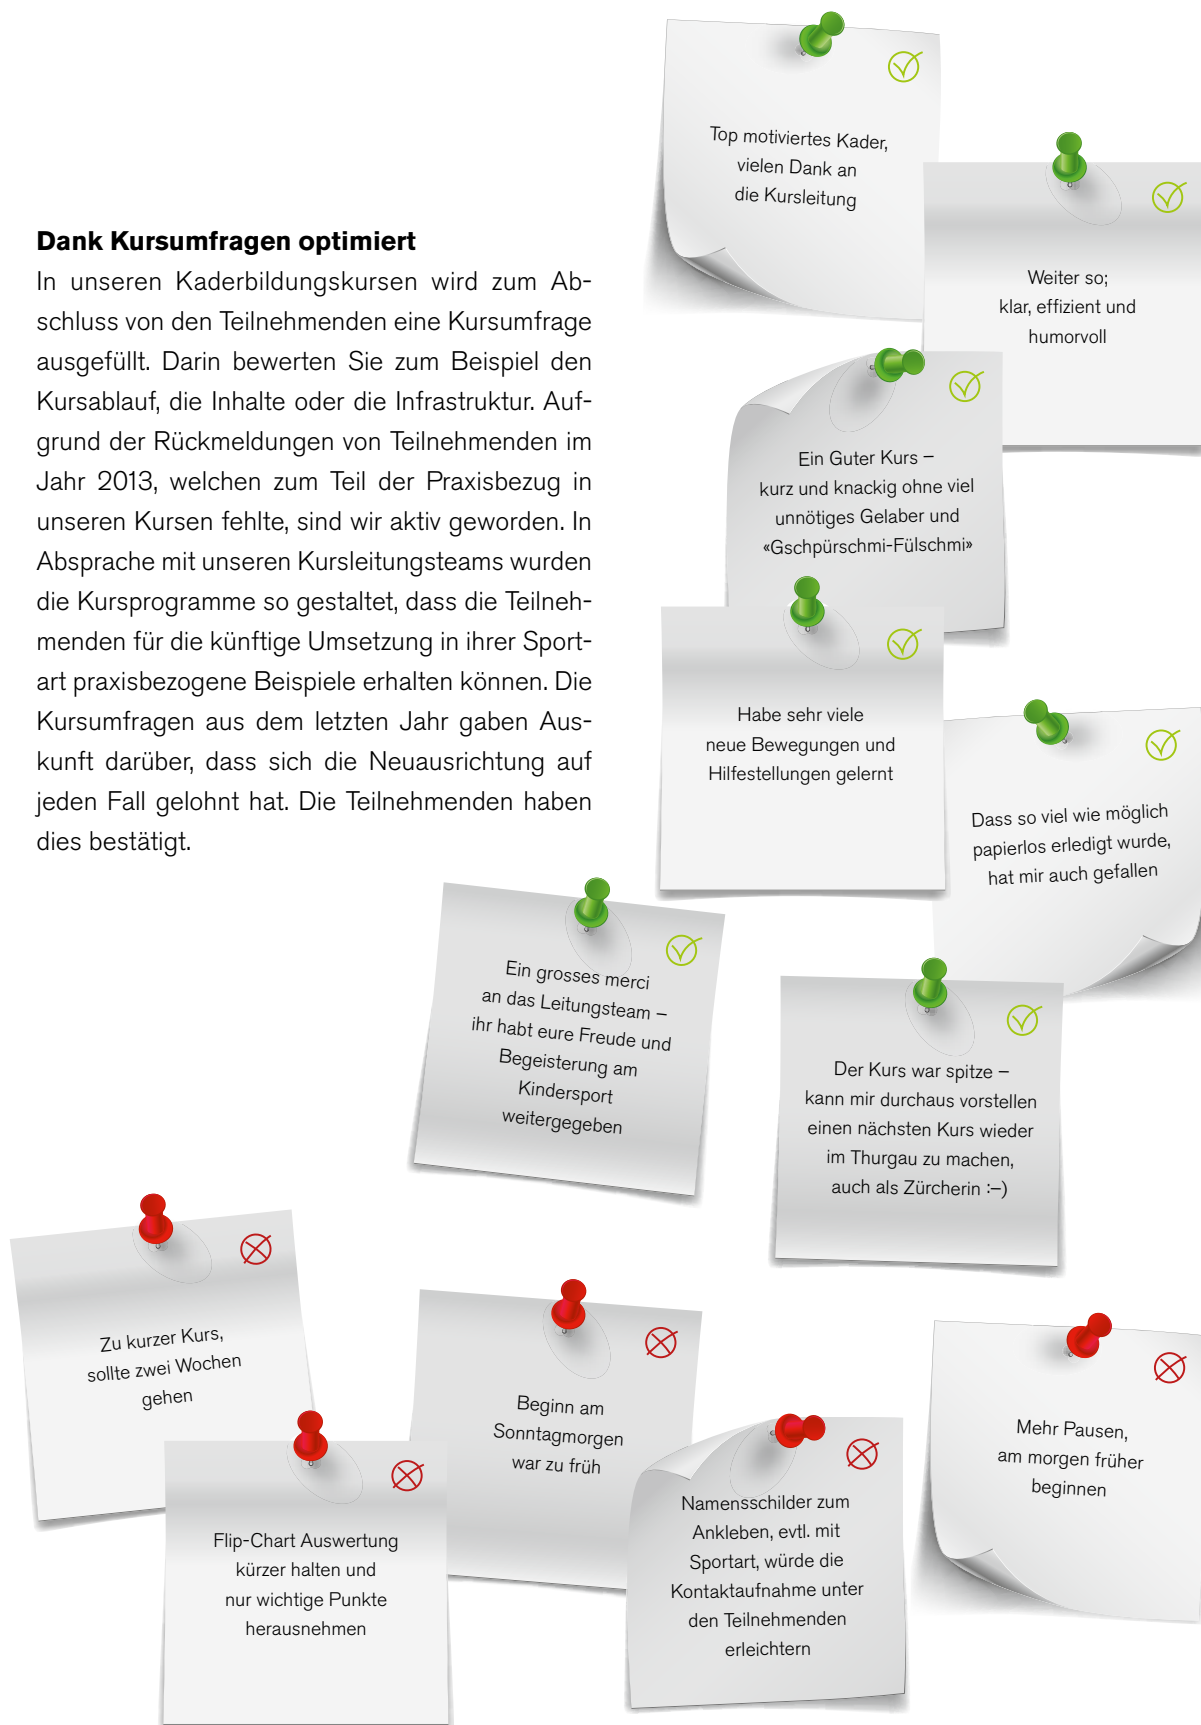 Dank Kursumfragen optimiert
In unseren Kaderbildungskursen wird zum Ab-
schluss von den Teilnehmenden eine Kursumfrage
ausgefüllt. Darin bewerten Sie zum Beispiel den
Kursablauf, die Inhalte oder die Infrastruktur. Auf-
grund der Rückmeldungen von Teilnehmenden im
Jahr 2013, welchen zum Teil der Praxisbezug in
unseren Kursen fehlte, sind wir aktiv geworden. In
Absprache mit unseren Kursleitungsteams wurden
die Kursprogramme so gestaltet, dass die Teilneh-
menden für die künftige Umsetzung in ihrer Sport-
art praxisbezogene Beispiele erhalten können. Die
Kursumfragen aus dem letzten Jahr gaben Aus-
kunft darüber, dass sich die Neuausrichtung auf
jeden Fall gelohnt hat. Die Teilnehmenden haben
dies bestätigt.
Top motiviertes Kader,
vielen Dank an
die Kursleitung
Weiter so;
klar, effizient und
humorvoll
Ein Guter Kurs –
kurz und knackig ohne viel
unnötiges Gelaber und
«Gschpürschmi-Fülschmi»
Habe sehr viele
neue Bewegungen und
Hilfestellungen gelernt
Dass so viel wie möglich
papierlos erledigt wurde,
hat mir auch gefallen
Ein grosses merci
an das Leitungsteam –
ihr habt eure Freude und
Begeisterung am
Kindersport
weitergegeben
Der Kurs war spitze –
kann mir durchaus vorstellen
einen nächsten Kurs wieder
im Thurgau zu machen,
auch als Zürcherin :–)
Zu kurzer Kurs,
sollte zwei Wochen
gehen
Flip-Chart Auswertung
kürzer halten und
nur wichtige Punkte
herausnehmen
Beginn am
Sonntagmorgen
war zu früh
Namensschilder zum
Ankleben, evtl. mit
Sportart, würde die
Kontaktaufnahme unter
den Teilnehmenden
erleichtern
Mehr Pausen,
am morgen früher
beginnen